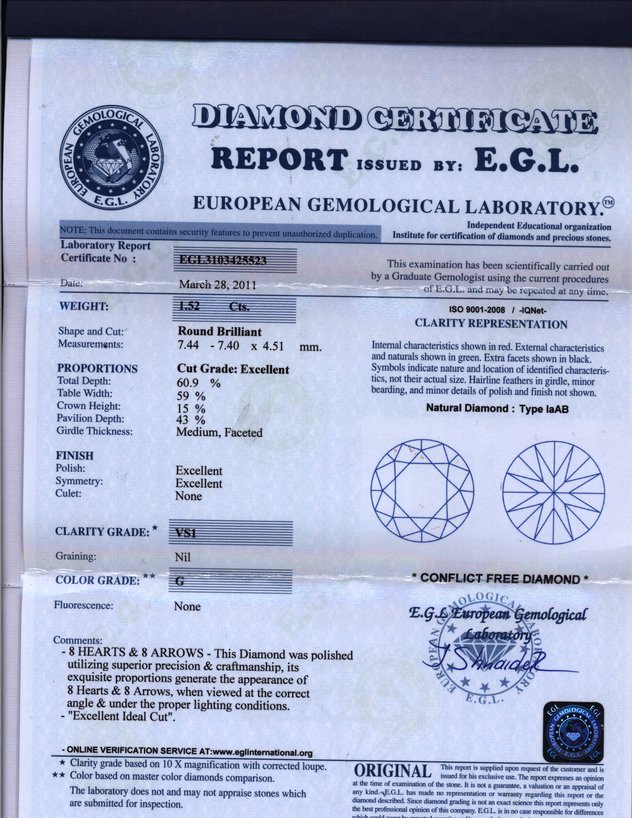 DIAMOND CERTIFICATE
REPORT ISSUED BY: E.G.L.
EUROPEAN GEMOLOGICAL LABORATORY.™
EUROPEAN GEMOLOGICAL LABORATORY
E.G.L.
NOTE: This document contains security features to prevent unauthorized duplication.
Independent Educational organization
Institute for certification of diamonds and precious stones.
Laboratory Report
Certificate No : EGL3103425523
Date: March 28, 2011
This examination has been scientifically carried out
by a Graduate Gemologist using the current procedures
of E.G.L. and may be repeated at any time.
WEIGHT: 1.52 Cts.
Shape and Cut: Round Brilliant
Measurements: 7.44 - 7.40 x 4.51 mm.
PROPORTIONS Cut Grade: Excellent
Total Depth: 60.9 %
Table Width: 59 %
Crown Height: 15 %
Pavilion Depth: 43 %
Girdle Thickness: Medium, Faceted
FINISH
Polish: Excellent
Symmetry: Excellent
Culet: None
CLARITY GRADE: * VS1
Graining: Nil
COLOR GRADE: ** G
Fluorescence: None
Comments:
- 8 HEARTS & 8 ARROWS - This Diamond was polished
utilizing superior precision & craftmanship, its
exquisite proportions generate the appearance of
8 Hearts & 8 Arrows, when viewed at the correct
angle & under the proper lighting conditions.
- "Excellent Ideal Cut".
- ONLINE VERIFICATION SERVICE AT:www.eglinternational.org
★ Clarity grade based on 10 X magnification with corrected loupe.
★★ Color based on master color diamonds comparison.
The laboratory does not and may not appraise stones which
are submitted for inspection.
ISO 9001-2008 / -IQNet-
CLARITY REPRESENTATION
Internal characteristics shown in red. External characteristics
and naturals shown in green. Extra facets shown in black.
Symbols indicate nature and location of identified characteris-
tics, not their actual size. Hairline feathers in girdle, minor
bearding, and minor details of polish and finish not shown.
Natural Diamond : Type IaAB
* CONFLICT FREE DIAMOND *
E.G.L European Gemological
Laboratory
EUROPEAN GEMOLOGICAL LABORATORY
E.G.L.
J Shnaider
ORIGINAL This report is supplied upon request of the customer and is
issued for his exclusive use. The report expresses an opinion
at the time of examination of the stone. It is not a guarantee, a valuation or an appraisal of
any kind. E.G.L. has made no representation or warranty regarding this report or the
diamond described. Since diamond grading is not an exact science this report represents only
the best professional opinion of this company. E.G.L. is in no case responsible for differences